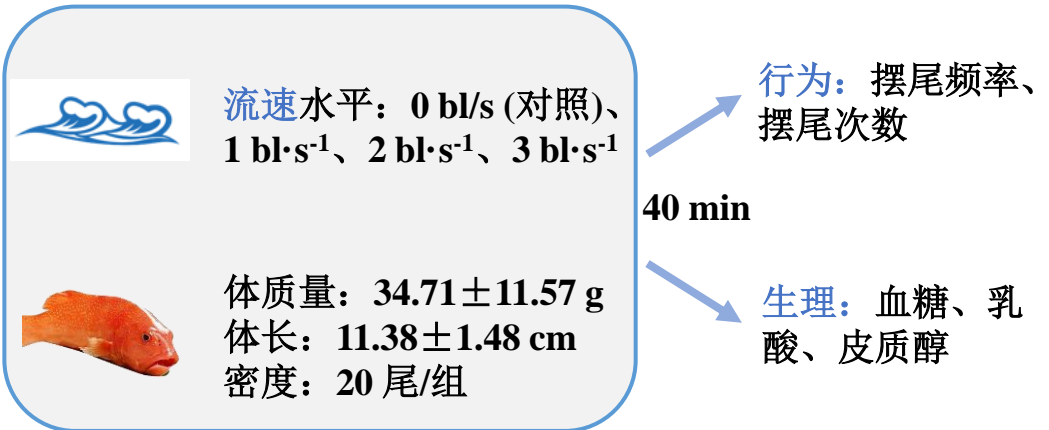 流速水平：0 bl/s (对照)、
1 bl·s-1、2 bl·s-1、3 bl·s-1
体质量：34.71±11.57 g
体长：11.38±1.48 cm
密度：20 尾/组
40 min
行为：摆尾频率、
摆尾次数
生理：血糖、乳
酸、皮质醇